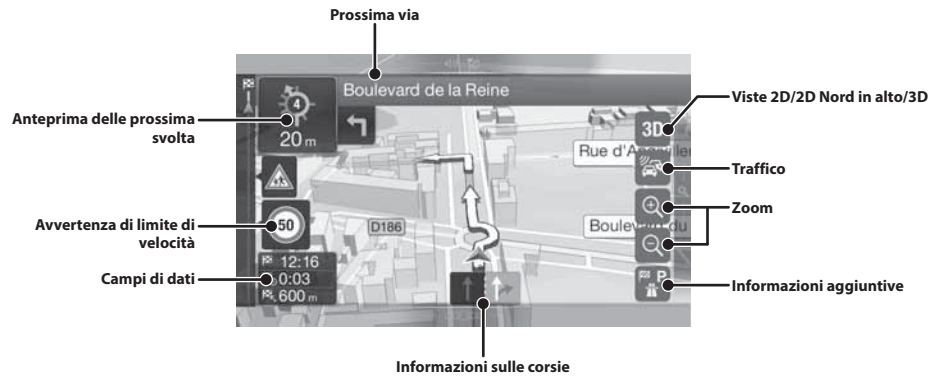 Prossima via
Boulevard de la Reine
4
20 m
3D
Rue d'A
50
D186
Boulevard du
12:16
0:03
600 m
P
Anteprima delle prossima
svolta
Avvertenza di limite di
velocità
Campi di dati
Viste 2D/2D Nord in alto/3D
Traffico
Zoom
Informazioni aggiuntive
Informazioni sulle corsie